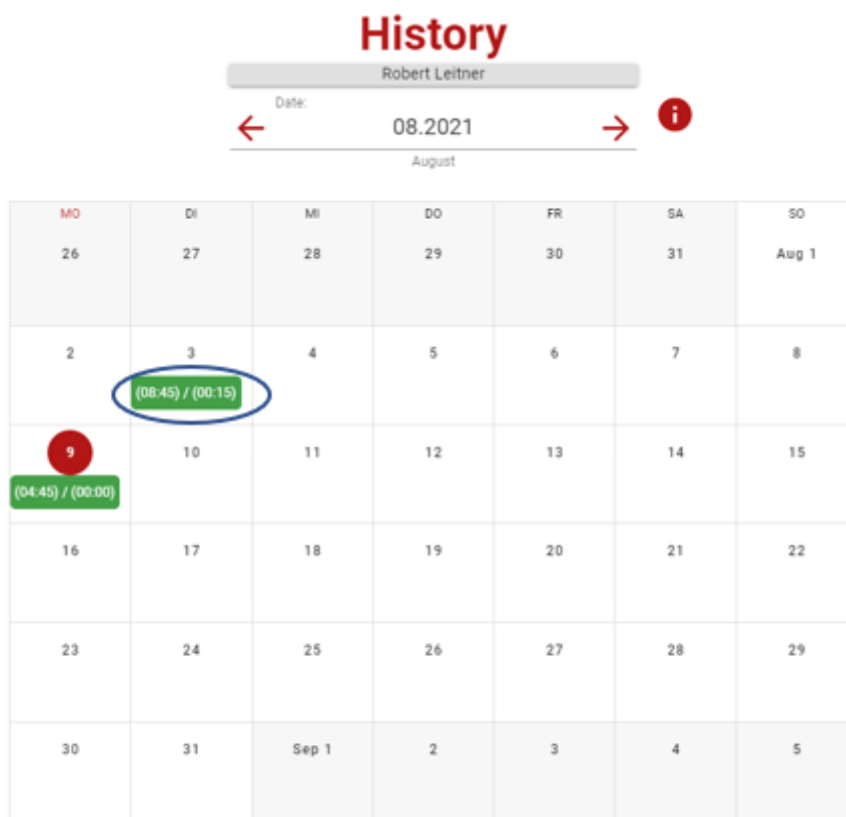 History
Robert Leitner
Date:
08.2021
August
MO DI MI DO FR SA SO
26 27 28 29 30 31 Aug 1
2 3 4 5 6 7 8
(08:45) / (00:15)
9 10 11 12 13 14 15
(04:45) / (00:00)
16 17 18 19 20 21 22
23 24 25 26 27 28 29
30 31 Sep 1 2 3 4 5